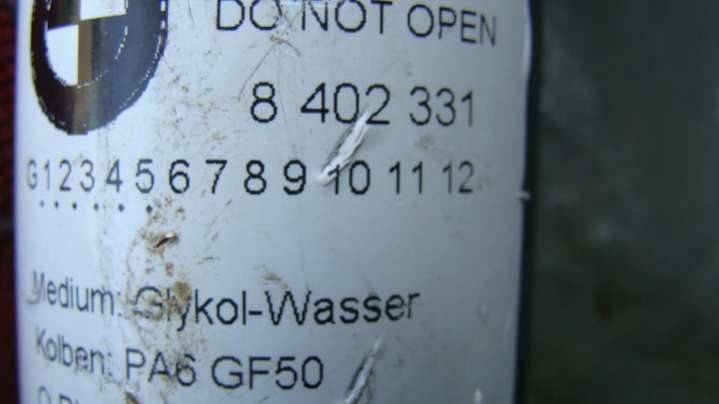 DO NOT OPEN
8 402 331
G 1 2 3 4 5 6 7 8 9 10 11 12
Medium: Glykol-Wasser
Kolben: PA6 GF50